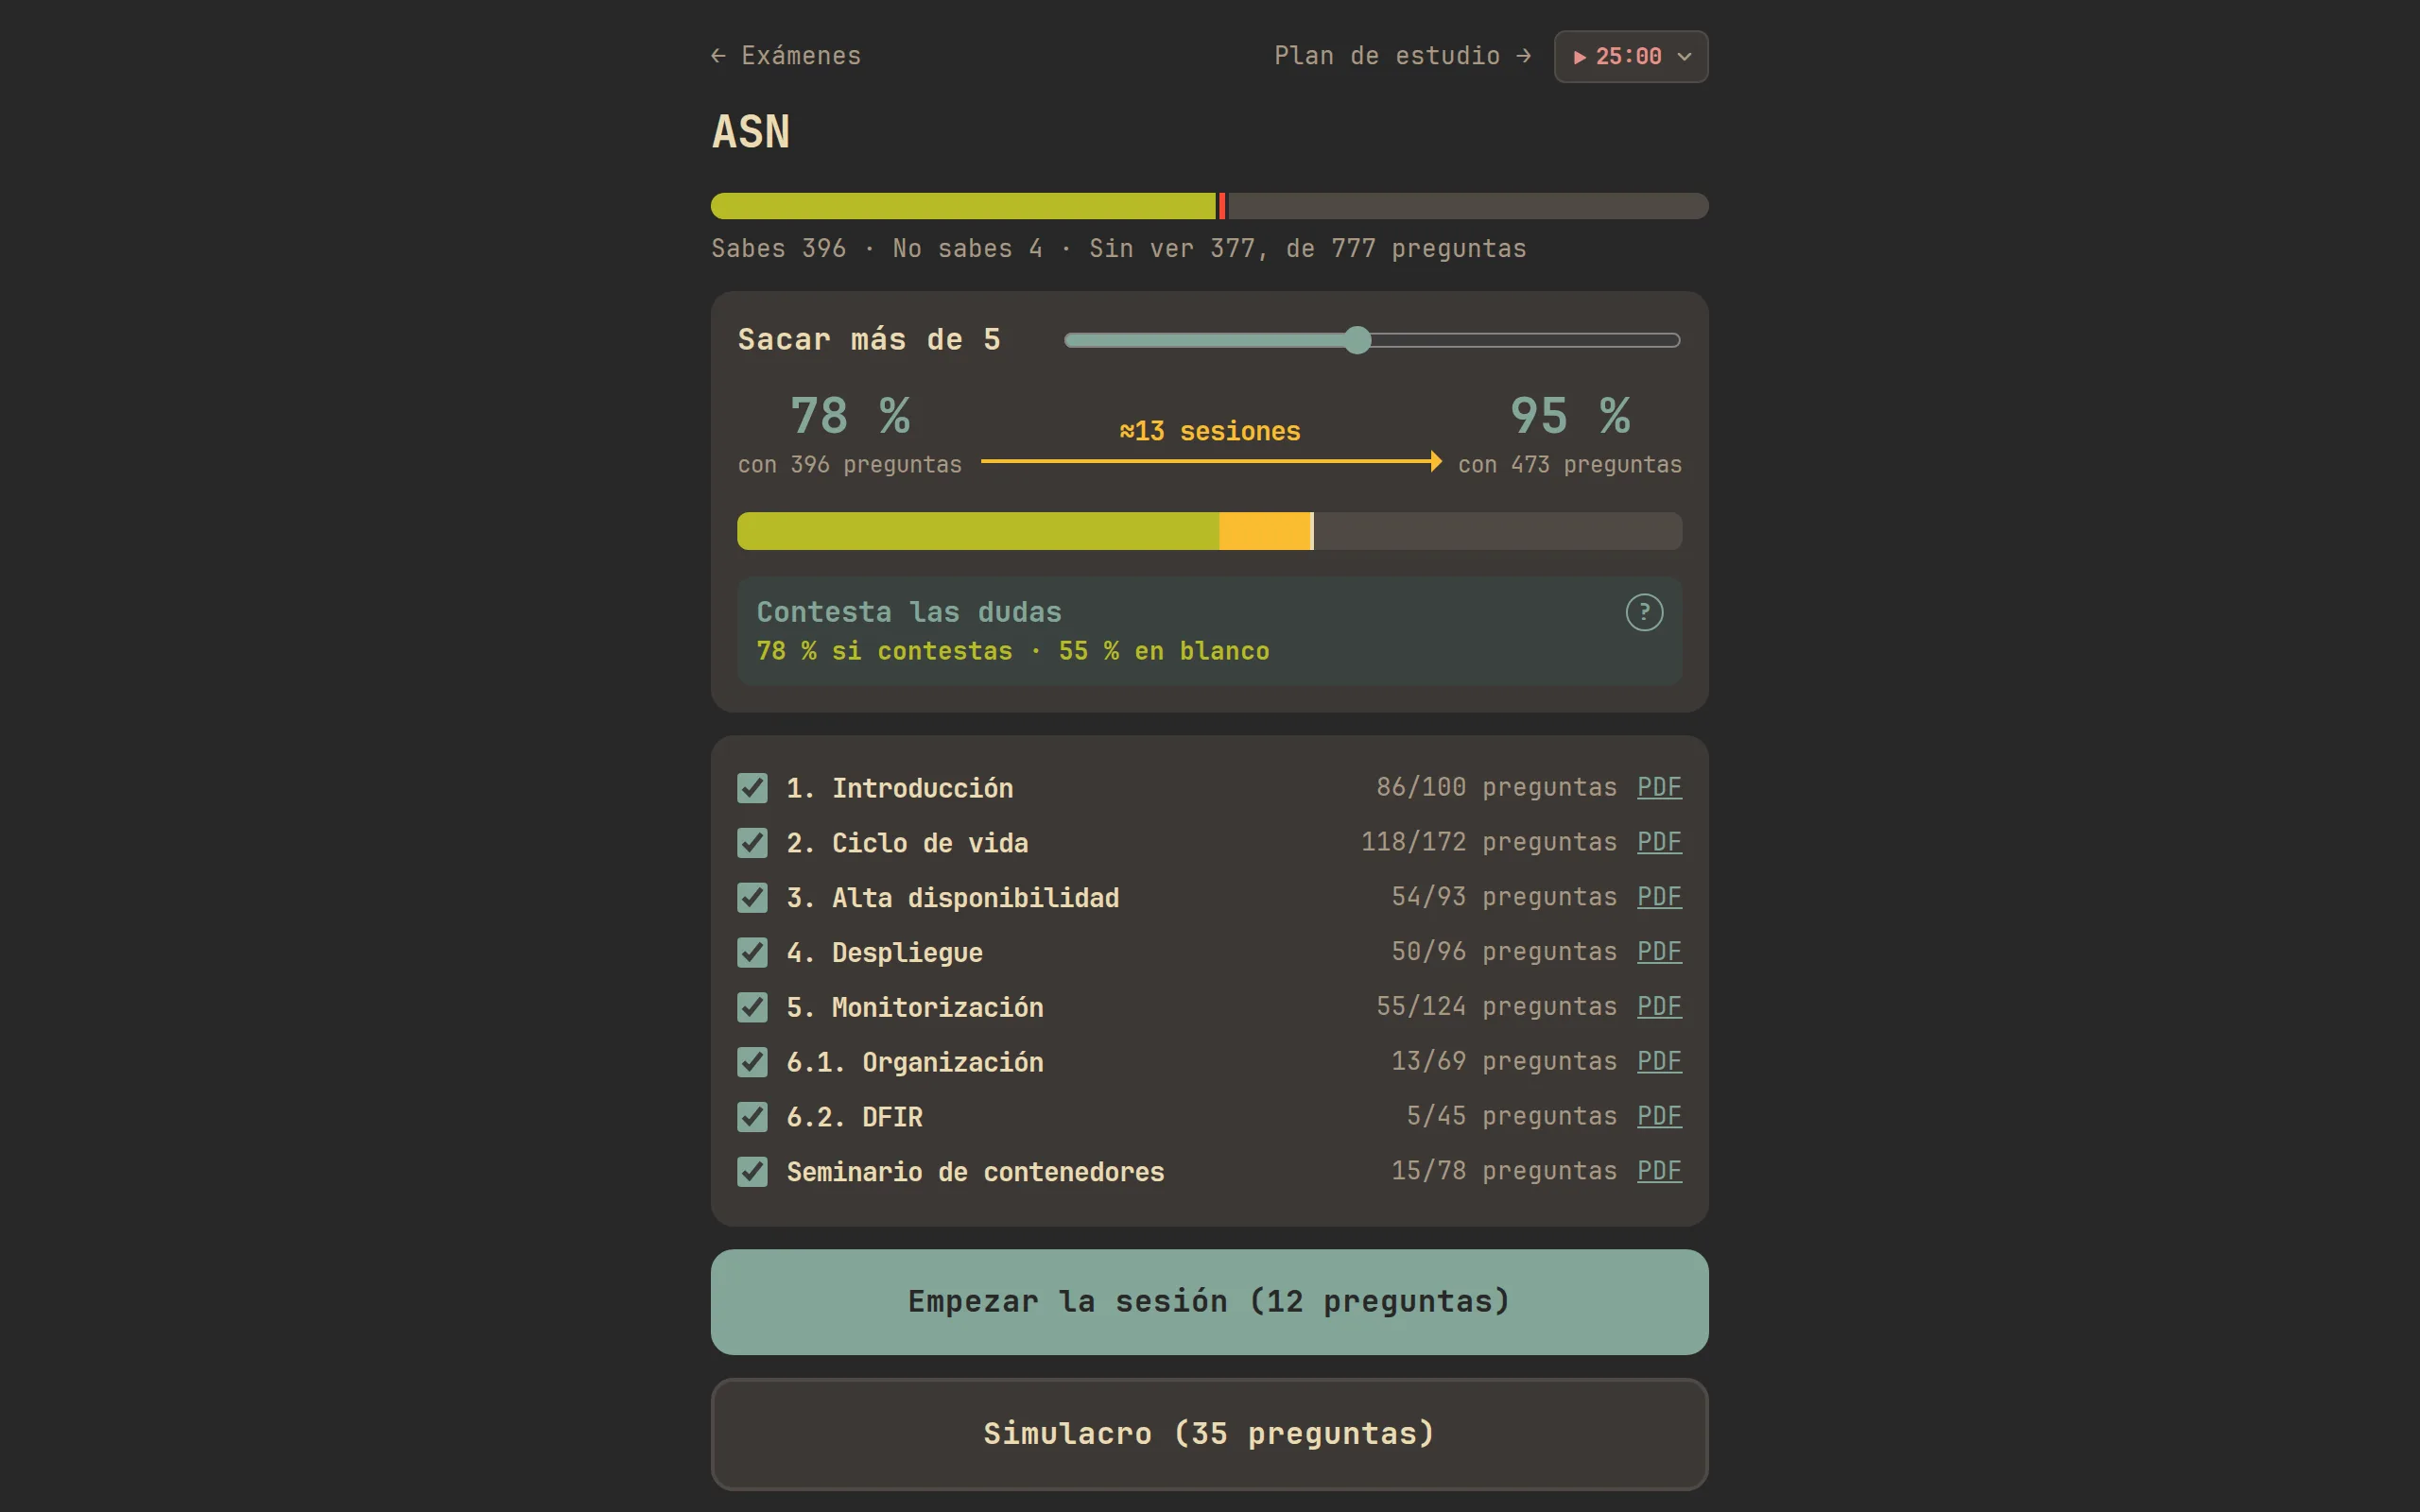 ← Exámenes
Plan de estudio → ▶ 25:00
ASN
Sabes 396 · No sabes 4 · Sin ver 377, de 777 preguntas
Sacar más de 5
78 % ≈13 sesiones 95 %
con 396 preguntas con 473 preguntas
Contesta las dudas ?
78 % si contestas · 55 % en blanco
1. Introducción 86/100 preguntas PDF
2. Ciclo de vida 118/172 preguntas PDF
3. Alta disponibilidad 54/93 preguntas PDF
4. Despliegue 50/96 preguntas PDF
5. Monitorización 55/124 preguntas PDF
6.1. Organización 13/69 preguntas PDF
6.2. DFIR 5/45 preguntas PDF
Seminario de contenedores 15/78 preguntas PDF
Empezar la sesión (12 preguntas)
Simulacro (35 preguntas)